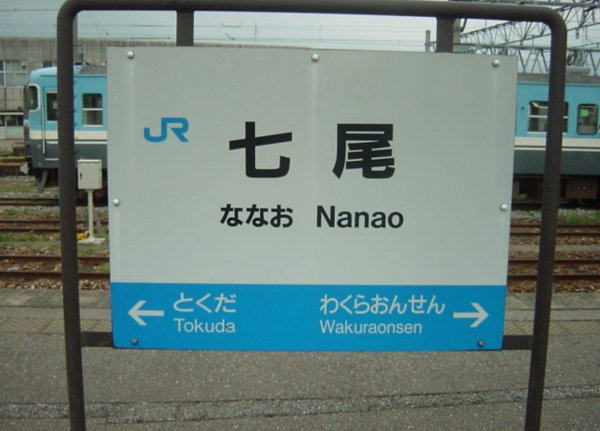 JR
七尾
ななお Nanao
← とくだ わくらおんせん →
Tokuda Wakuraonsen